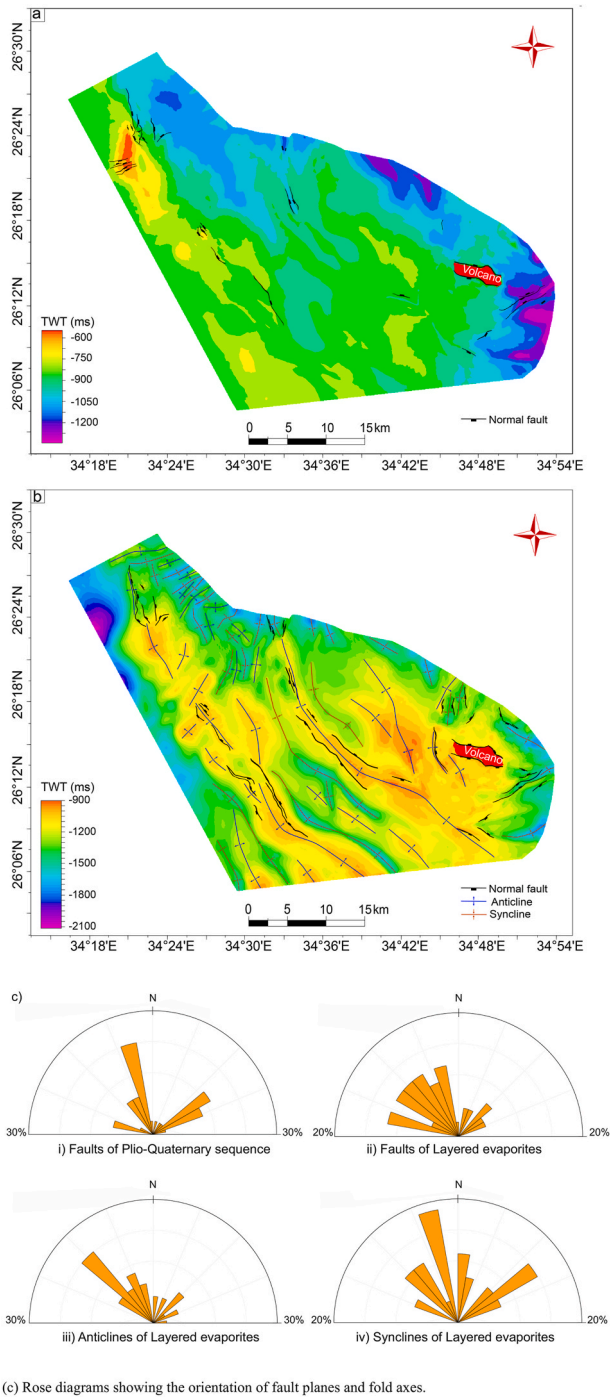 a
26°30'N
26°24'N
26°18'N
26°12'N
26°06'N
Volcano
TWT (ms)
-600
-750
-900
-1050
-1200
Normal fault
0 5 10 15km
34°18'E 34°24'E 34°30'E 34°36'E 34°42'E 34°48'E 34°54'E
b
26°30'N
26°24'N
26°18'N
26°12'N
26°06'N
Volcano
TWT (ms)
-900
-1200
-1500
-1800
-2100
Normal fault
Anticline
Syncline
0 5 10 15km
34°18'E 34°24'E 34°30'E 34°36'E 34°42'E 34°48'E 34°54'E
c)
N
30% 30%
i) Faults of Plio-Quaternary sequence
N
20% 20%
ii) Faults of Layered evaporites
N
30% 30%
iii) Anticlines of Layered evaporites
N
20% 20%
iv) Synclines of Layered evaporites
(c) Rose diagrams showing the orientation of fault planes and fold axes.